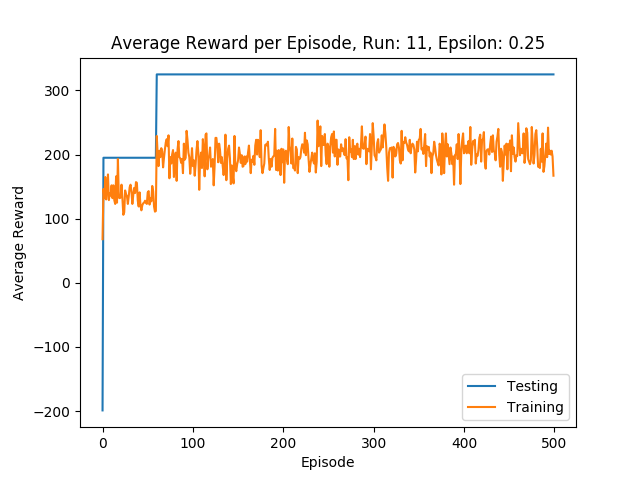 Average Reward per Episode, Run: 11, Epsilon: 0.25
Average Reward
300
200
100
0
−100
−200
0
100
200
300
400
500
Episode
Testing
Training